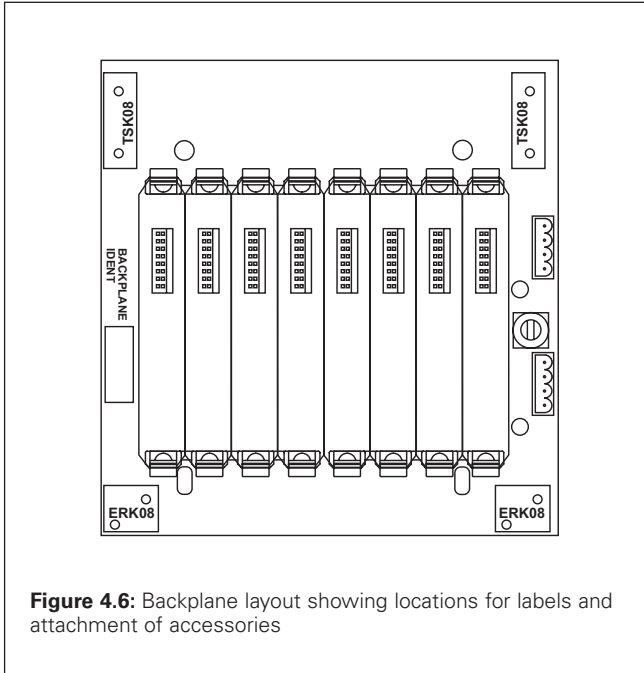 TSK08
TSK08
BACKPLANE
IDENT
ERK08
ERK08
Figure 4.6: Backplane layout showing locations for labels and
attachment of accessories